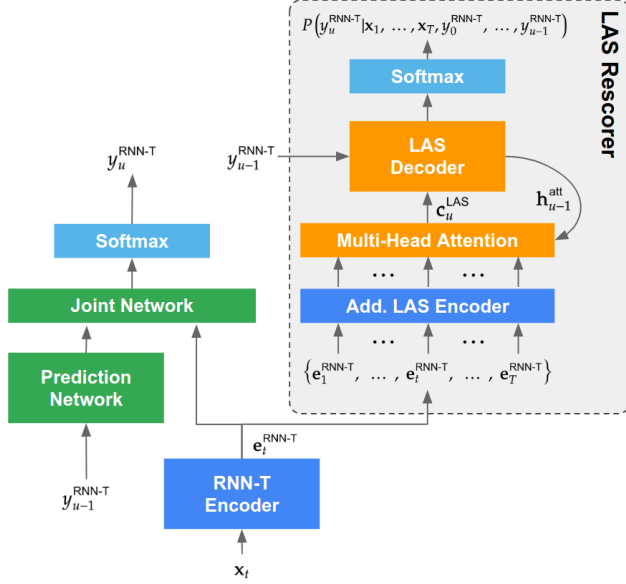 P(y_u^RNN-T|x_1, … , x_T, y_0^RNN-T, … , y_{u-1}^RNN-T)
LAS Rescorer
Softmax
y_u^RNN-T
y_{u-1}^RNN-T
LAS
Decoder
h_{u-1}^att
c_u^LAS
Softmax
Multi-Head Attention
... ...
Joint Network
Add. LAS Encoder
... ...
Prediction
Network
{e_1^RNN-T, … , e_t^RNN-T, … , e_T^RNN-T}
e_t^RNN-T
y_{u-1}^RNN-T
RNN-T
Encoder
x_t